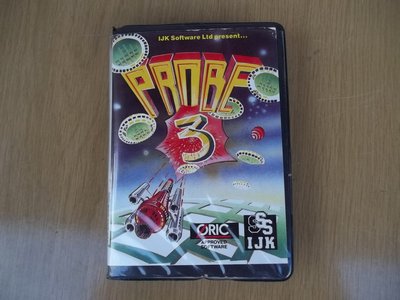 IJK Software Ltd present...
PROBE
3
ORIC
APPROVED
SOFTWARE
IJK